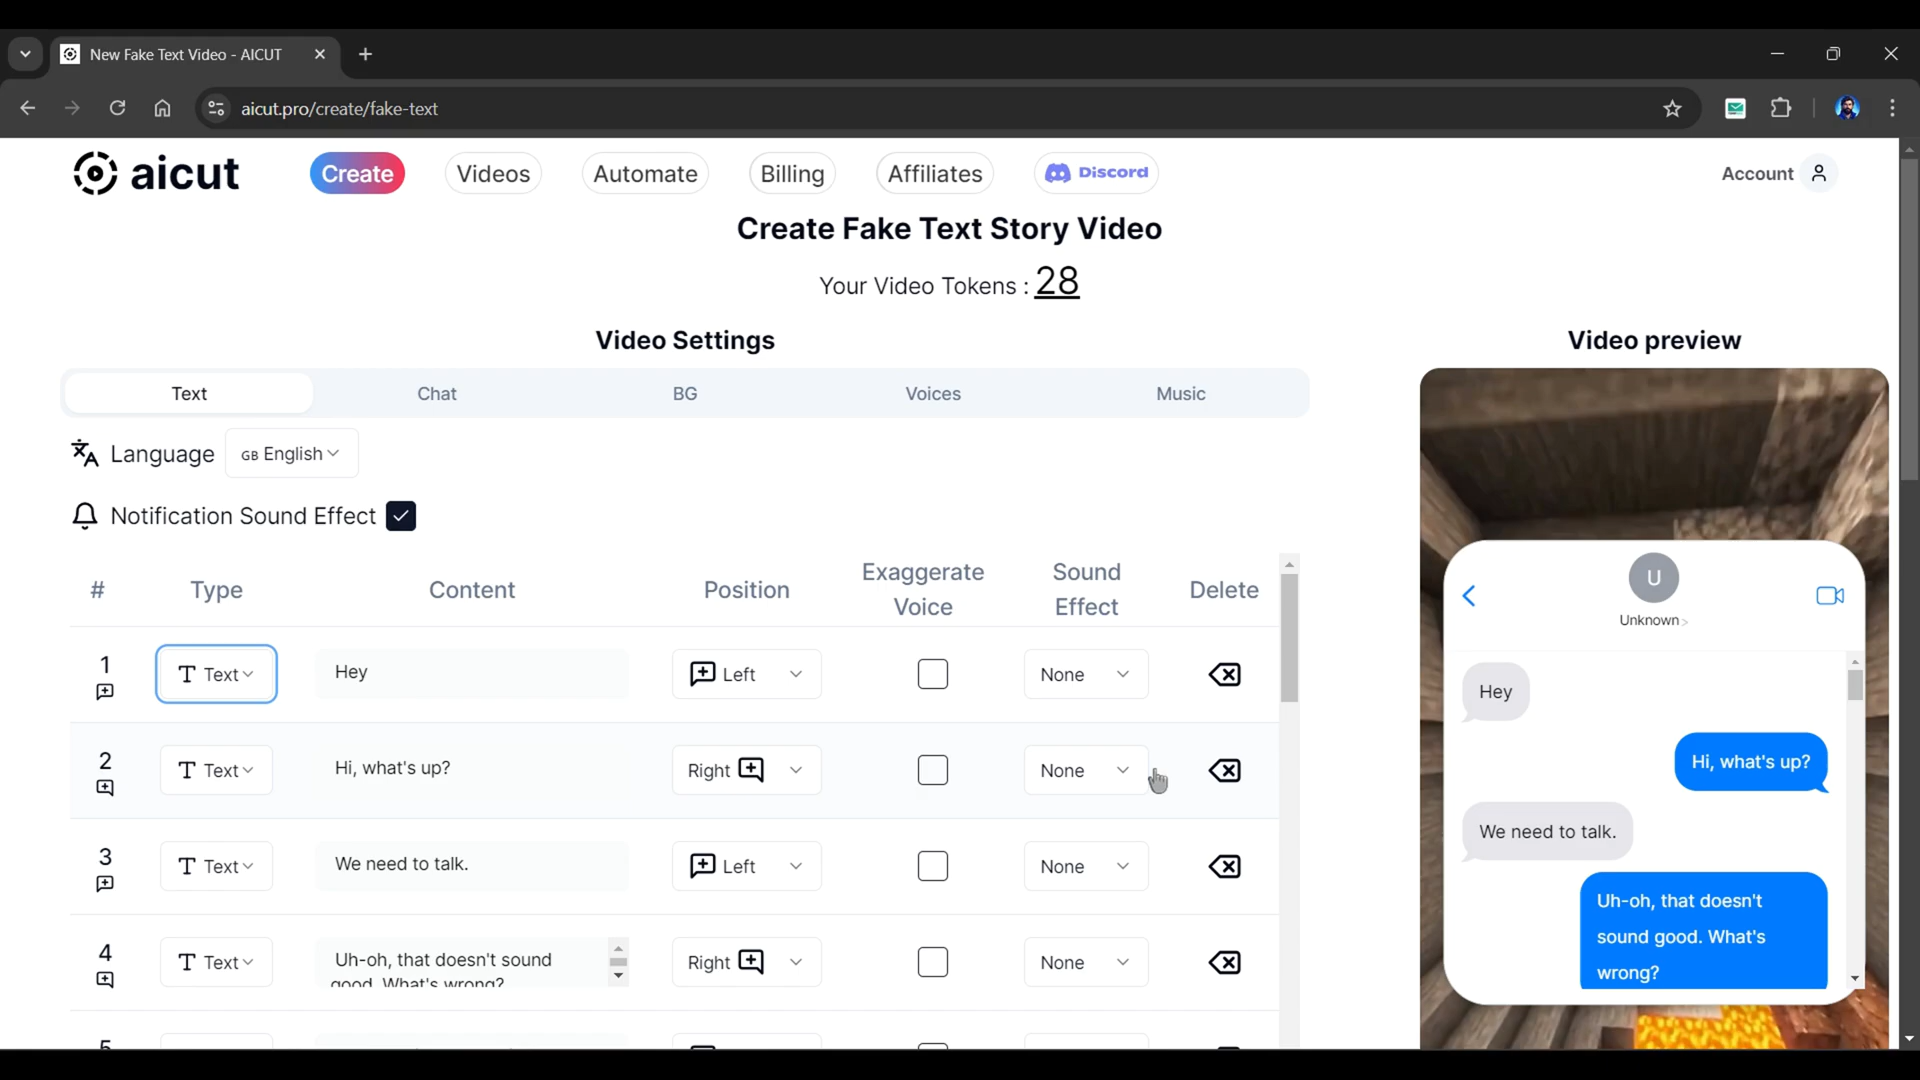 New Fake Text Video - AICUT
aicut.pro/create/fake-text
aicut Create Videos Automate Billing Affiliates Discord Account
Create Fake Text Story Video
Your Video Tokens : 28
Video Settings
Video preview
Text Chat BG Voices Music
Language GB English
Notification Sound Effect
# Type Content Position Exaggerate Voice Sound Effect Delete
1 Text Hey Left None
2 Text Hi, what's up? Right None
3 Text We need to talk. Left None
4 Text Uh-oh, that doesn't sound Right None
good. What's wrong?
5
U
Unknown >
Hey
Hi, what's up?
We need to talk.
Uh-oh, that doesn't
sound good. What's
wrong?